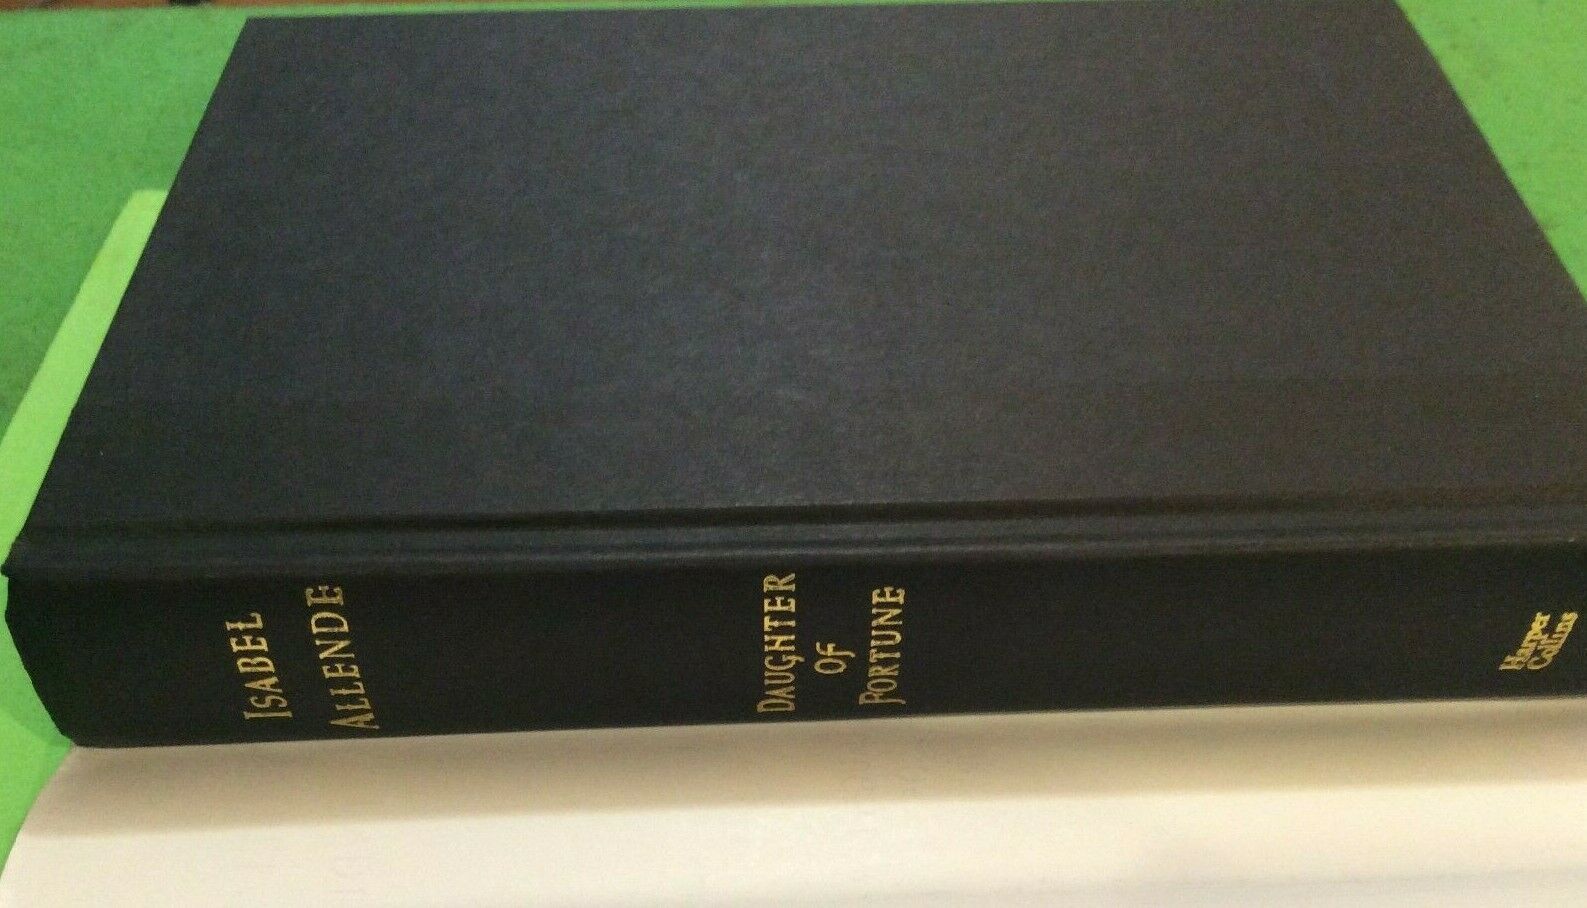 ISABEL
ALLENDE
DAUGHTER
OF
FORTUNE
Harper
Collins